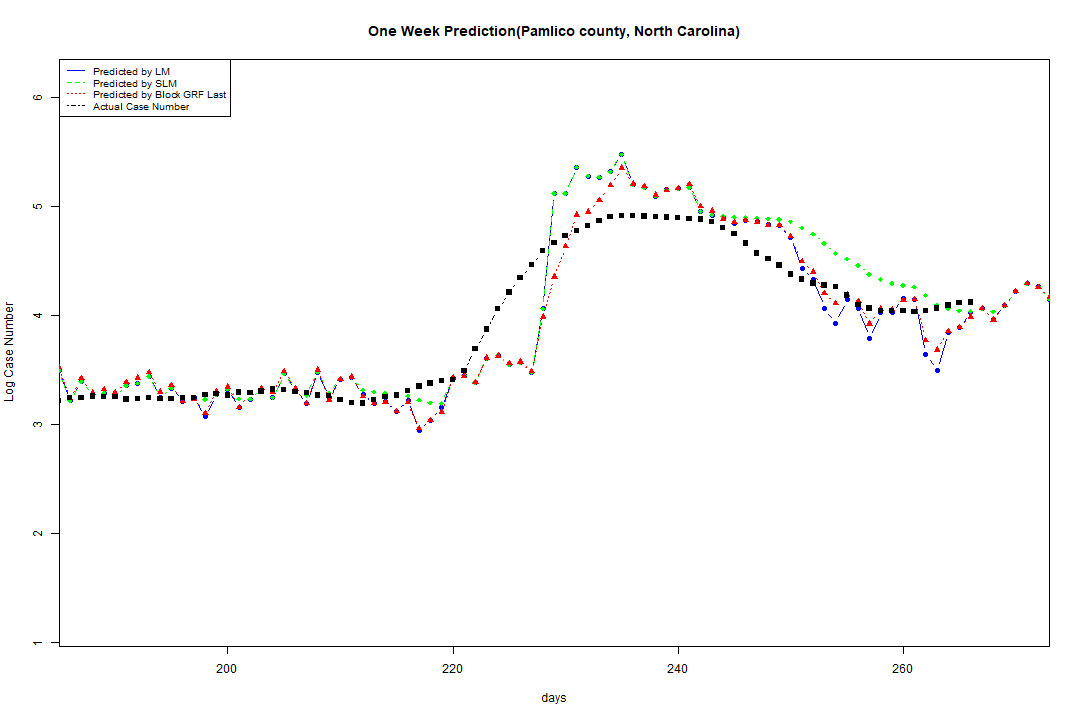 One Week Prediction(Pamlico county, North Carolina)
Predicted by LM
Predicted by SLM
Predicted by Block GRF Last
Actual Case Number
6
5
4
3
2
1
Log Case Number
200
220
240
260
days